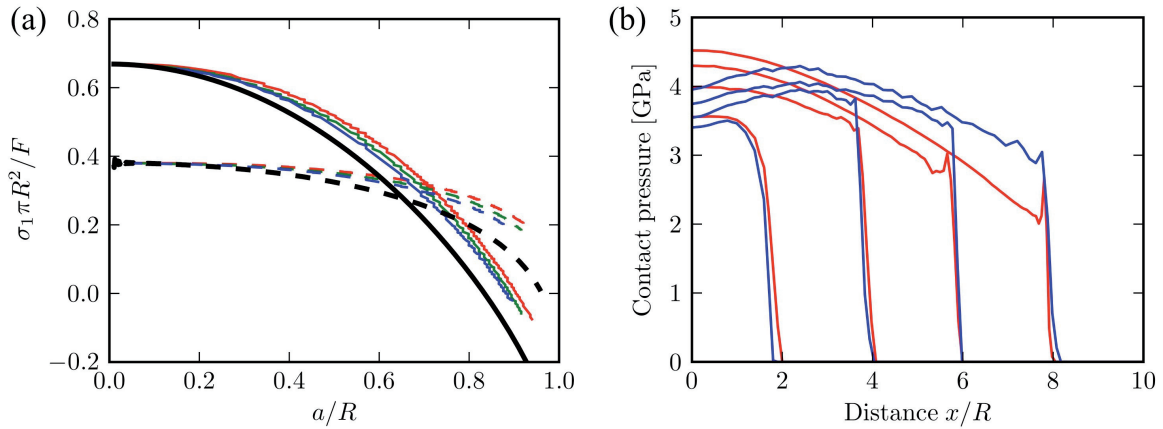 (a)
0.8
0.6
0.4
0.2
0.0
−0.2
σ₁πR²/F
0.0 0.2 0.4 0.6 0.8 1.0
a/R
(b)
5
4
3
2
1
0
Contact pressure [GPa]
0 2 4 6 8 10
Distance x/R